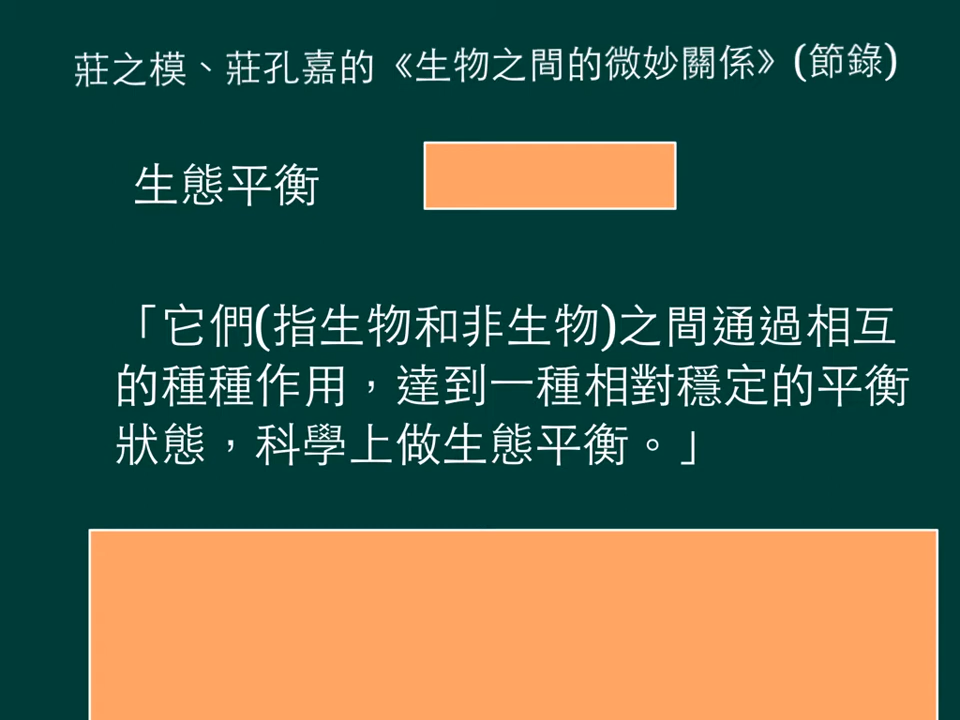 莊之模、莊孔嘉的《生物之間的微妙關係》(節錄)
生態平衡
「它們(指生物和非生物)之間通過相互
的種種作用，達到一種相對穩定的平衡
狀態，科學上做生態平衡。」